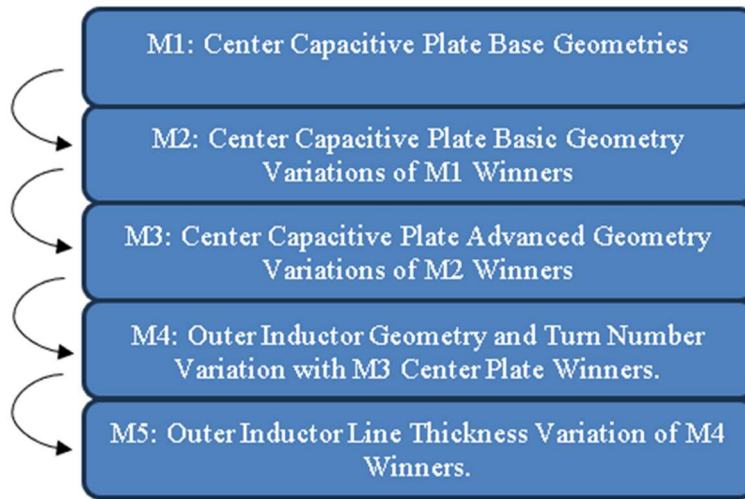 M1: Center Capacitive Plate Base Geometries
M2: Center Capacitive Plate Basic Geometry
Variations of M1 Winners
M3: Center Capacitive Plate Advanced Geometry
Variations of M2 Winners
M4: Outer Inductor Geometry and Turn Number
Variation with M3 Center Plate Winners.
M5: Outer Inductor Line Thickness Variation of M4
Winners.